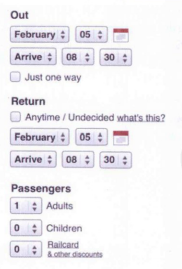 Out
February 05
Arrive 08 30
Just one way
Return
Anytime / Undecided what's this?
February 05
Arrive 08 30
Passengers
1 Adults
0 Children
0 Railcard
& other discounts